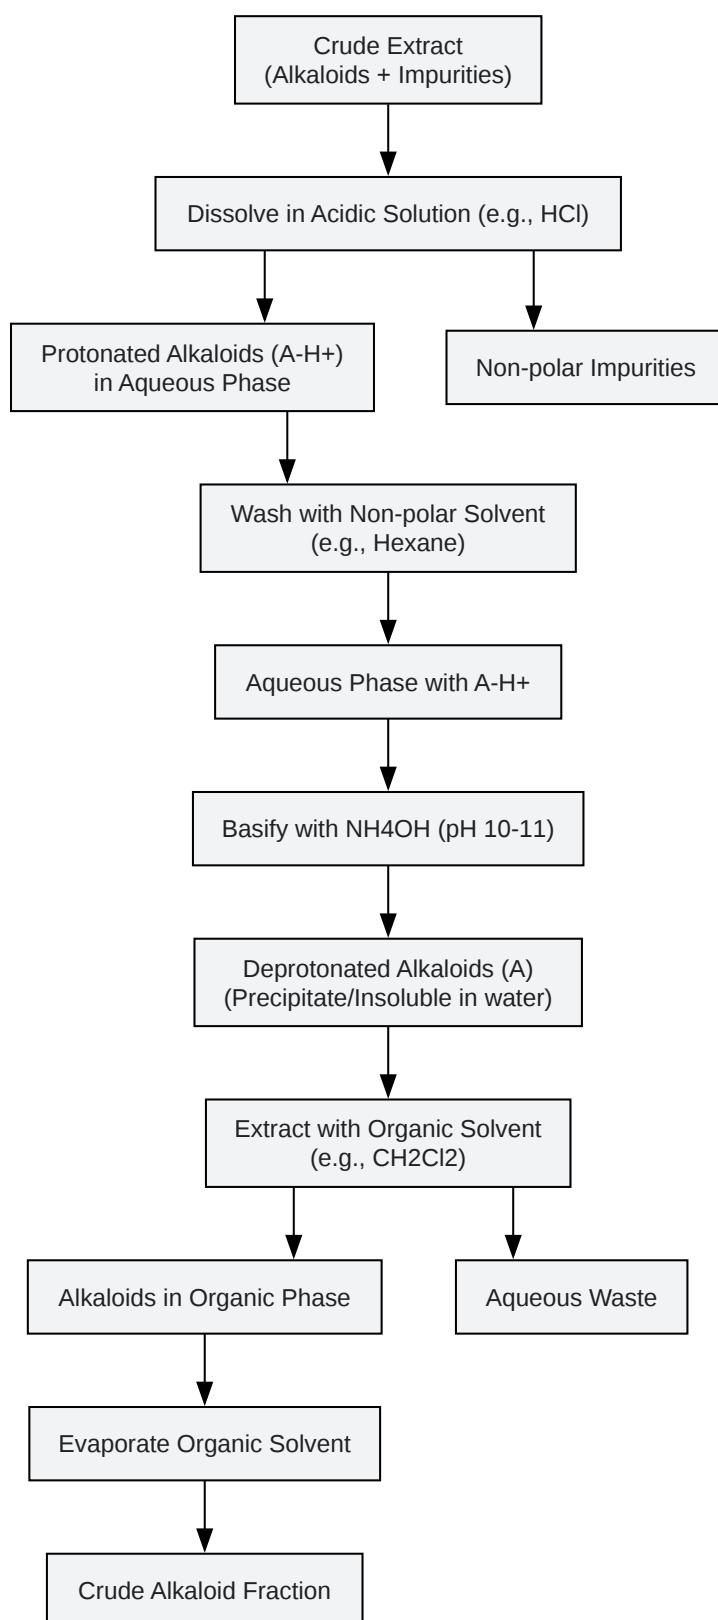 Crude Extract
(Alkaloids + Impurities)
Dissolve in Acidic Solution (e.g., HCl)
Protonated Alkaloids (A-H+)
in Aqueous Phase
Non-polar Impurities
Wash with Non-polar Solvent
(e.g., Hexane)
Aqueous Phase with A-H+
Basify with NH4OH (pH 10-11)
Deprotonated Alkaloids (A)
(Precipitate/Insoluble in water)
Extract with Organic Solvent
(e.g., CH2Cl2)
Alkaloids in Organic Phase
Aqueous Waste
Evaporate Organic Solvent
Crude Alkaloid Fraction